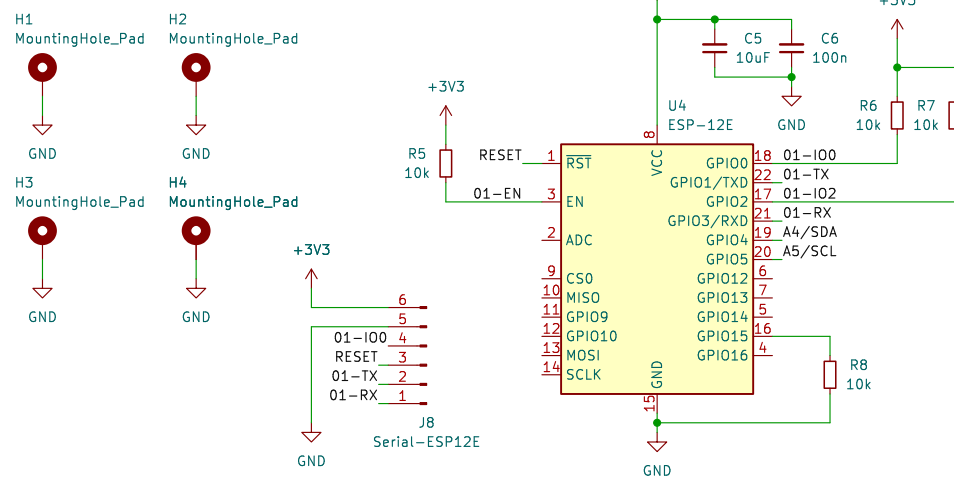 H1
MountingHole_Pad
GND
H2
MountingHole_Pad
GND
H3
MountingHole_Pad
GND
H4
MountingHole_Pad
GND
+3V3
R5
10k
RESET
01-EN
+3V3
6
5
01-IO0 4
RESET 3
01-TX 2
01-RX 1
J8
Serial-ESP12E
GND
C5
10uF
C6
100n
GND
U4
ESP-12E
8
VCC
1 RST
3 EN
2 ADC
9 CS0
10 MISO
11 GPIO9
12 GPIO10
13 MOSI
14 SCLK
GPIO0 18 01-IO0
GPIO1/TXD 22 01-TX
GPIO2 17 01-IO2
GPIO3/RXD 21 01-RX
GPIO4 19 A4/SDA
GPIO5 20 A5/SCL
GPIO12 6
GPIO13 7
GPIO14 5
GPIO15 16
GPIO16 4
GND
15
GND
+3V3
R6
10k
R7
10k
R8
10k